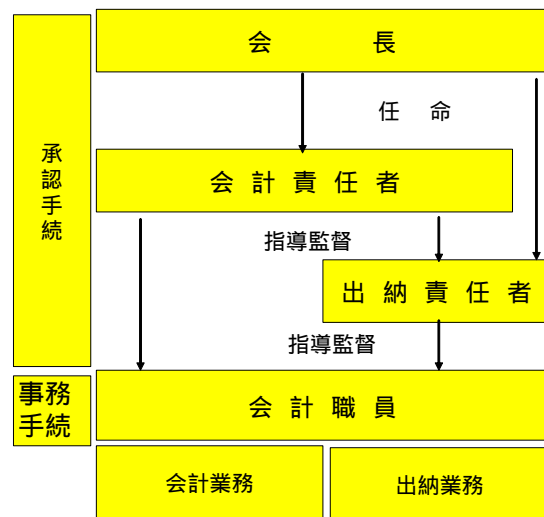 会長
任命
承認手続
会計責任者
指導監督
出納責任者
指導監督
事務
手続
会計職員
会計業務
出納業務